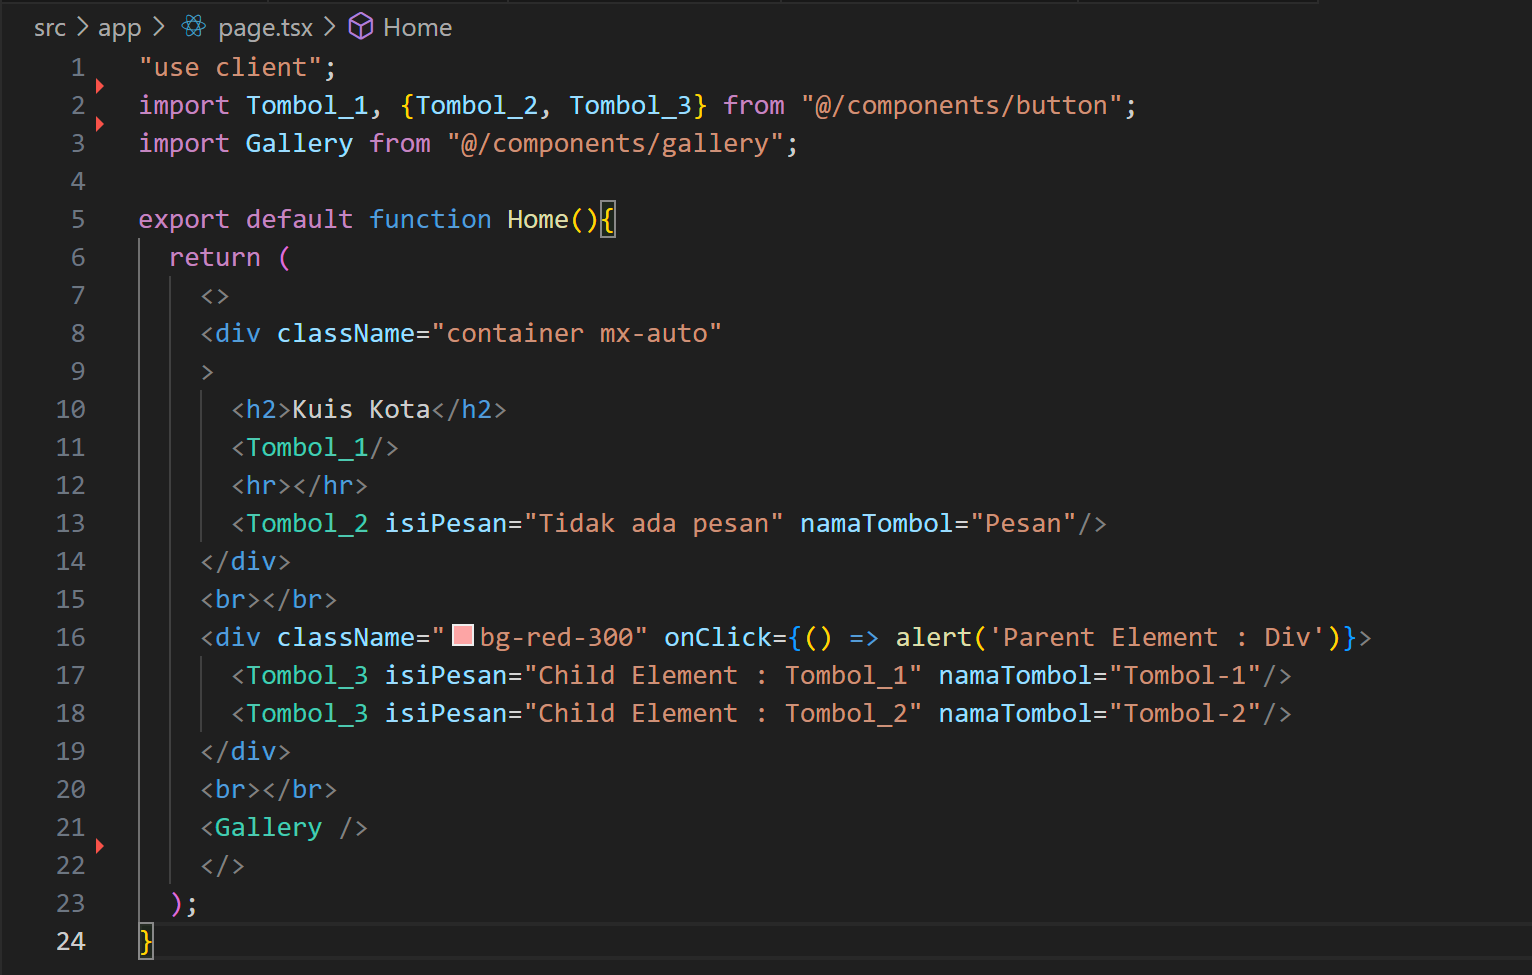 src > app > page.tsx > Home
1 "use client";
2 import Tombol_1, {Tombol_2, Tombol_3} from "@/components/button";
3 import Gallery from "@/components/gallery";
4
5 export default function Home(){
6   return (
7     <>
8     <div className="container mx-auto"
9     >
10       <h2>Kuis Kota</h2>
11       <Tombol_1/>
12       <hr></hr>
13       <Tombol_2 isiPesan="Tidak ada pesan" namaTombol="Pesan"/>
14     </div>
15     <br></br>
16     <div className="bg-red-300" onClick={() => alert('Parent Element : Div')}>
17       <Tombol_3 isiPesan="Child Element : Tombol_1" namaTombol="Tombol-1"/>
18       <Tombol_3 isiPesan="Child Element : Tombol_2" namaTombol="Tombol-2"/>
19     </div>
20     <br></br>
21     <Gallery />
22     </>
23   );
24 }